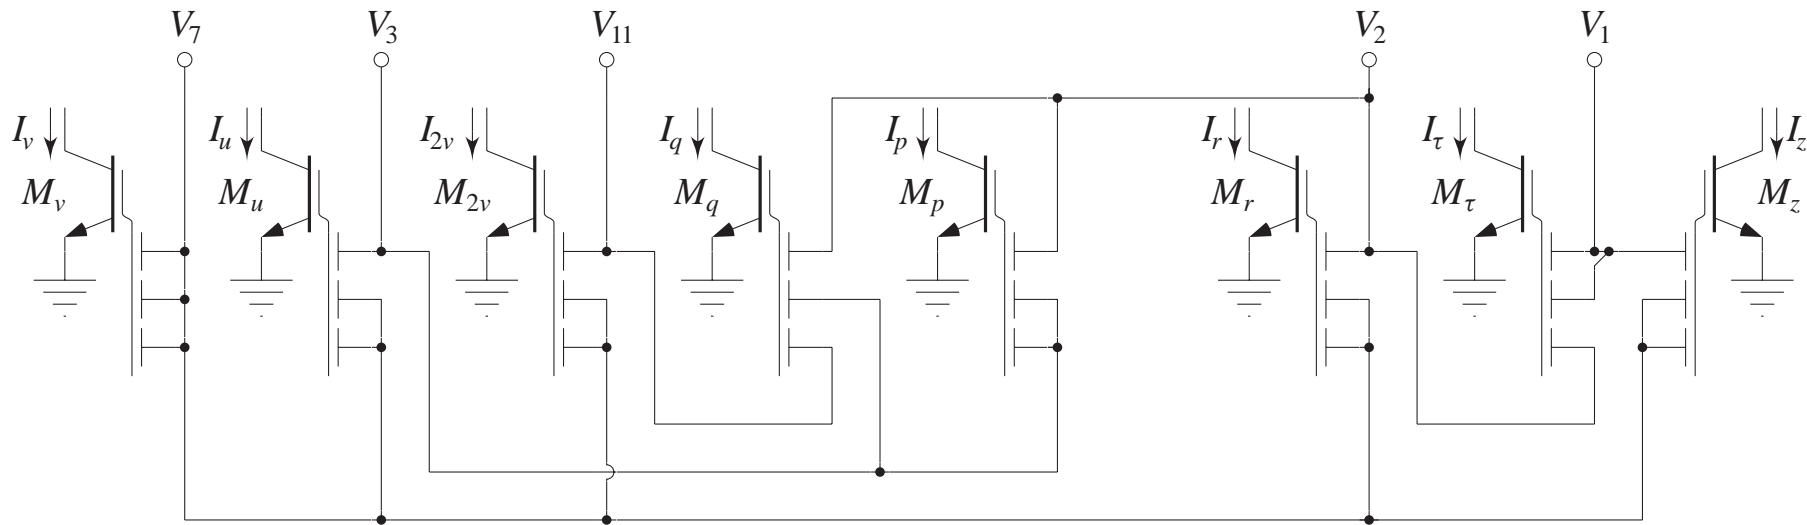 V7 V3 V11 V2 V1
Iv Iu I2v Iq Ip Ir Iτ Iz
Mv Mu M2v Mq Mp Mr Mτ Mz